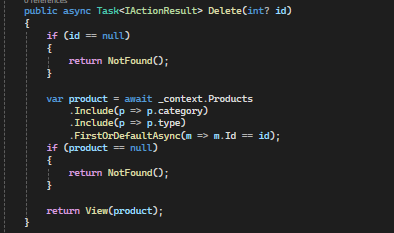 0 references
public async Task<IActionResult> Delete(int? id)
{
if (id == null)
{
return NotFound();
}
var product = await _context.Products
.Include(p => p.category)
.Include(p => p.type)
.FirstOrDefaultAsync(m => m.Id == id);
if (product == null)
{
return NotFound();
}
return View(product);
}